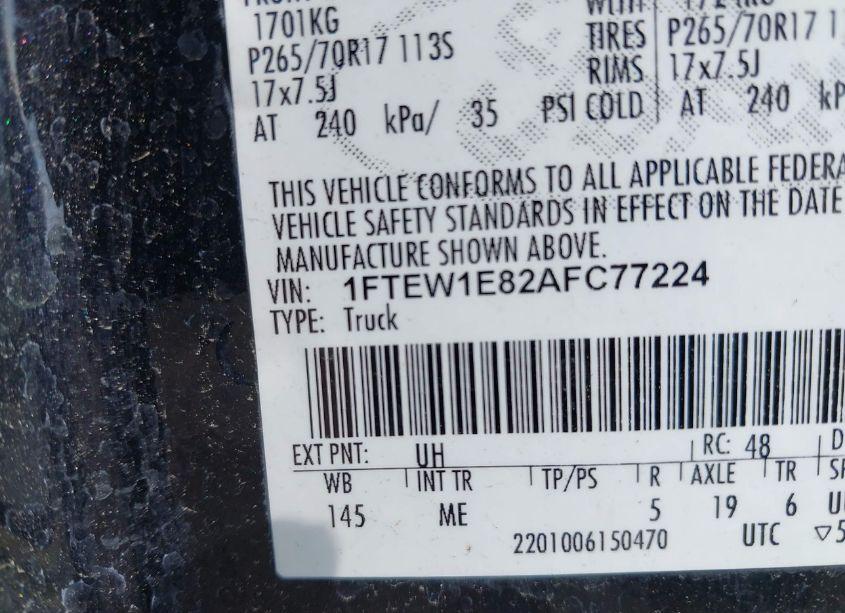 1701KG
P265/70R17 113S TIRES P265/70R17
17x7.5J RIMS 17x7.5J
AT 240 kPa/ 35 PSI COLD AT 240
THIS VEHICLE CONFORMS TO ALL APPLICABLE FEDERA
VEHICLE SAFETY STANDARDS IN EFFECT ON THE DATE
MANUFACTURE SHOWN ABOVE.
VIN: 1FTEW1E82AFC77224
TYPE: Truck
EXT PNT: UH RC: 48
WB INT TR TP/PS R AXLE TR
145 ME 5 19 6
2201006150470 UTC ▽5